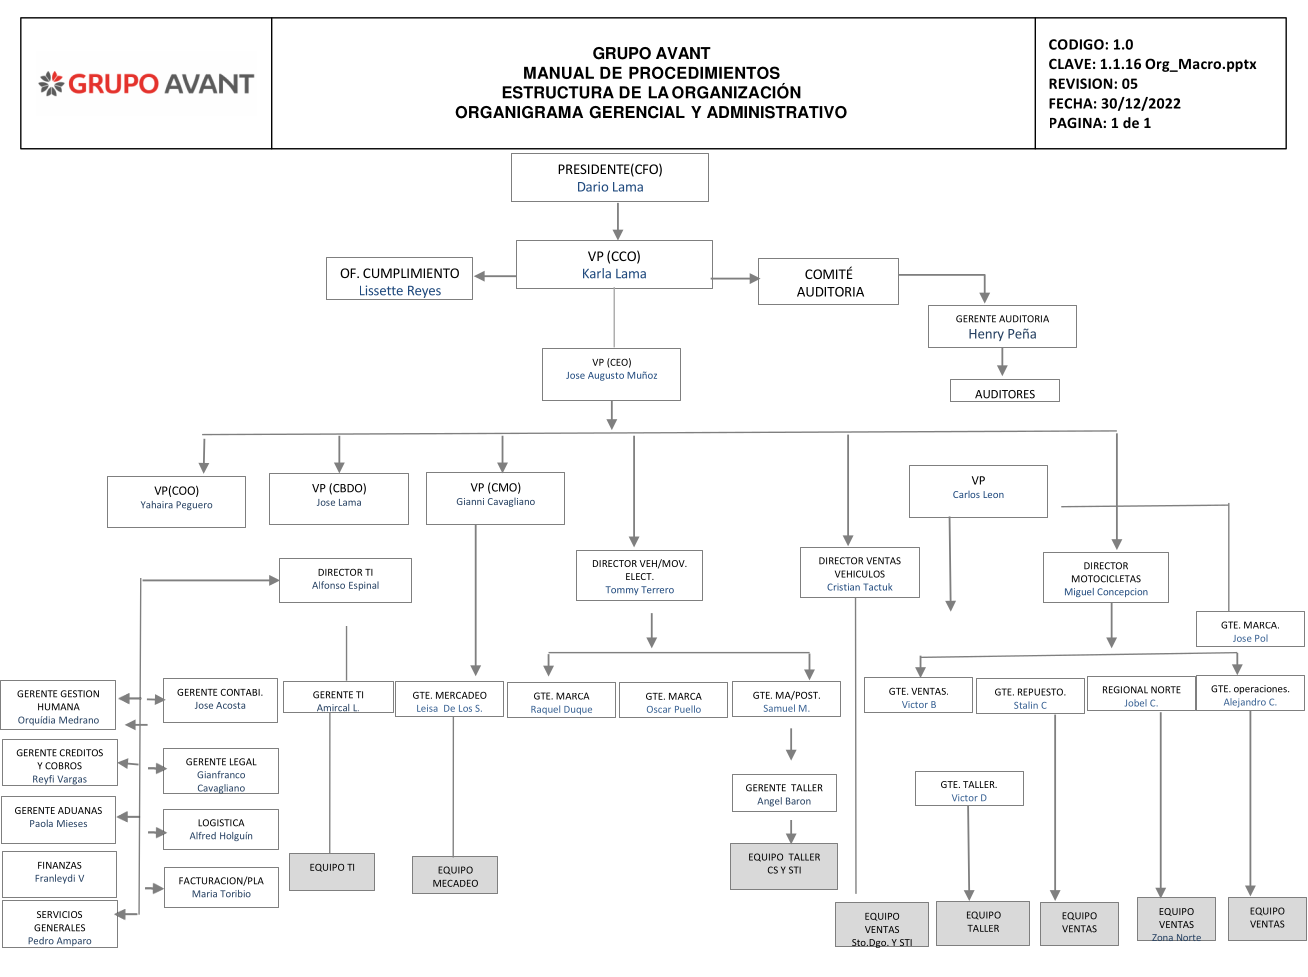 GRUPO AVANT
GRUPO AVANT
MANUAL DE PROCEDIMIENTOS
ESTRUCTURA DE LA ORGANIZACIÓN
ORGANIGRAMA GERENCIAL Y ADMINISTRATIVO
CODIGO: 1.0
CLAVE: 1.1.16 Org_Macro.pptx
REVISION: 05
FECHA: 30/12/2022
PAGINA: 1 de 1
PRESIDENTE(CFO)
Dario Lama
VP (CCO)
Karla Lama
OF. CUMPLIMIENTO
Lissette Reyes
COMITÉ
AUDITORIA
GERENTE AUDITORIA
Henry Peña
AUDITORES
VP (CEO)
Jose Augusto Muñoz
VP(COO)
Yahaira Peguero
VP (CBDO)
Jose Lama
VP (CMO)
Gianni Cavagliano
VP
Carlos Leon
DIRECTOR TI
Alfonso Espinal
DIRECTOR VEH/MOV.
ELECT.
Tommy Terrero
DIRECTOR VENTAS
VEHICULOS
Cristian Tactuk
DIRECTOR
MOTOCICLETAS
Miguel Concepcion
GTE. MARCA.
Jose Pol
GERENTE GESTION
HUMANA
Orquídia Medrano
GERENTE CONTABI.
Jose Acosta
GERENTE TI
Amircal L.
GTE. MERCADEO
Leisa De Los S.
GTE. MARCA
Raquel Duque
GTE. MARCA
Oscar Puello
GTE. MA/POST.
Samuel M.
GTE. VENTAS.
Victor B
GTE. REPUESTO.
Stalin C
REGIONAL NORTE
Jobel C.
GTE. operaciones.
Alejandro C.
GERENTE CREDITOS
Y COBROS
Reyfi Vargas
GERENTE LEGAL
Gianfranco
Cavagliano
GERENTE TALLER
Angel Baron
GTE. TALLER.
Victor D
GERENTE ADUANAS
Paola Mieses
LOGISTICA
Alfred Holguín
FINANZAS
Franleydi V
FACTURACION/PLA
Maria Toribio
SERVICIOS
GENERALES
Pedro Amparo
EQUIPO TI
EQUIPO
MECADEO
EQUIPO TALLER
CS Y STI
EQUIPO
VENTAS
Sto.Dgo. Y STI
EQUIPO
TALLER
EQUIPO
VENTAS
EQUIPO
VENTAS
Zona Norte
EQUIPO
VENTAS